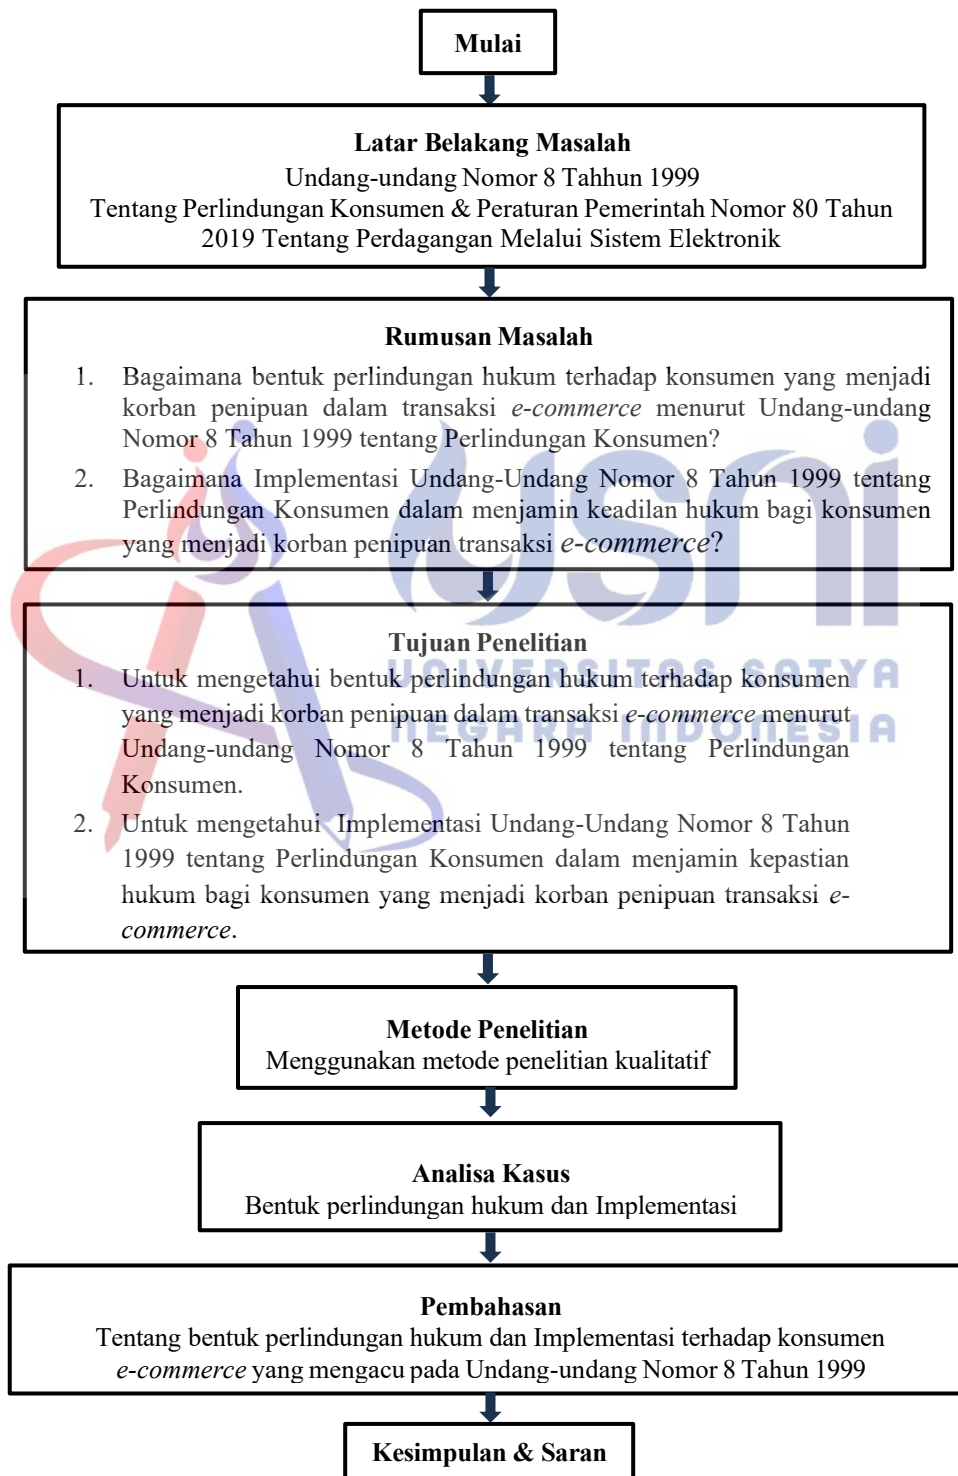 Mulai
Latar Belakang Masalah
Undang-undang Nomor 8 Tahhun 1999
Tentang Perlindungan Konsumen & Peraturan Pemerintah Nomor 80 Tahun
2019 Tentang Perdagangan Melalui Sistem Elektronik
Rumusan Masalah
1. Bagaimana bentuk perlindungan hukum terhadap konsumen yang menjadi
korban penipuan dalam transaksi e-commerce menurut Undang-undang
Nomor 8 Tahun 1999 tentang Perlindungan Konsumen?
2. Bagaimana Implementasi Undang-Undang Nomor 8 Tahun 1999 tentang
Perlindungan Konsumen dalam menjamin keadilan hukum bagi konsumen
yang menjadi korban penipuan transaksi e-commerce?
usni
UNIVERSITAS SATYA
NEGARA INDONESIA
Tujuan Penelitian
1. Untuk mengetahui bentuk perlindungan hukum terhadap konsumen
yang menjadi korban penipuan dalam transaksi e-commerce menurut
Undang-undang Nomor 8 Tahun 1999 tentang Perlindungan
Konsumen.
2. Untuk mengetahui Implementasi Undang-Undang Nomor 8 Tahun
1999 tentang Perlindungan Konsumen dalam menjamin kepastian
hukum bagi konsumen yang menjadi korban penipuan transaksi e-
commerce.
Metode Penelitian
Menggunakan metode penelitian kualitatif
Analisa Kasus
Bentuk perlindungan hukum dan Implementasi
Pembahasan
Tentang bentuk perlindungan hukum dan Implementasi terhadap konsumen
e-commerce yang mengacu pada Undang-undang Nomor 8 Tahun 1999
Kesimpulan & Saran